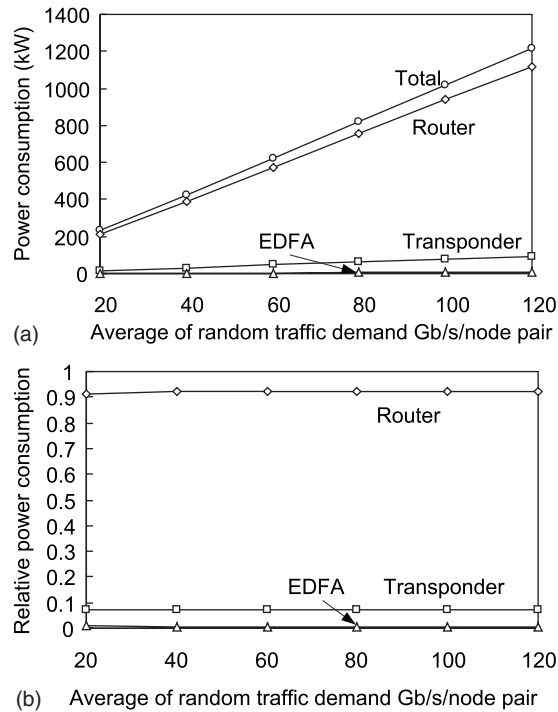 1400
1200
1000
800
600
400
200
0
Power consumption (kW)
Total
Router
EDFA
Transponder
20 40 60 80 100 120
(a) Average of random traffic demand Gb/s/node pair
1
0.9
0.8
0.7
0.6
0.5
0.4
0.3
0.2
0.1
0
Relative power consumption
Router
EDFA
Transponder
20 40 60 80 100 120
(b) Average of random traffic demand Gb/s/node pair